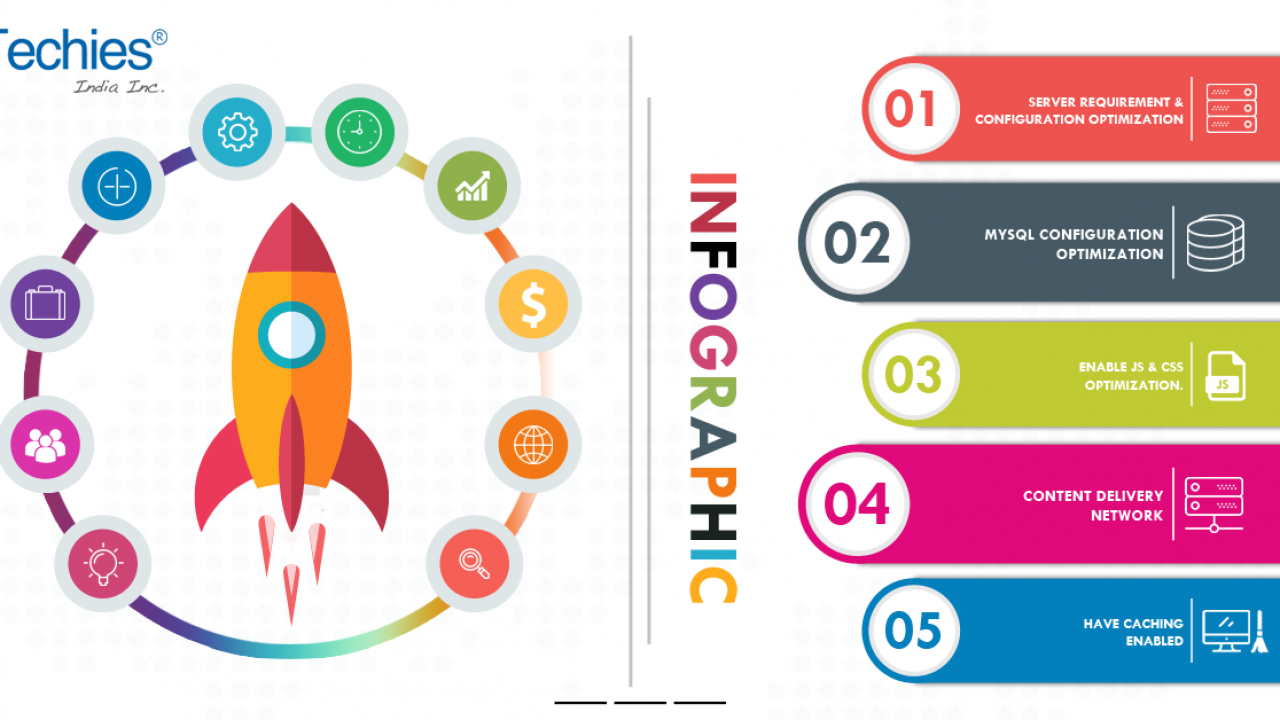 Techies®
India Inc.
INFOGRAPHIC
01
SERVER REQUIREMENT &
CONFIGURATION OPTIMIZATION
02
MYSQL CONFIGURATION
OPTIMIZATION
03
ENABLE JS & CSS
OPTIMIZATION.
JS
04
CONTENT DELIVERY
NETWORK
05
HAVE CACHING
ENABLED